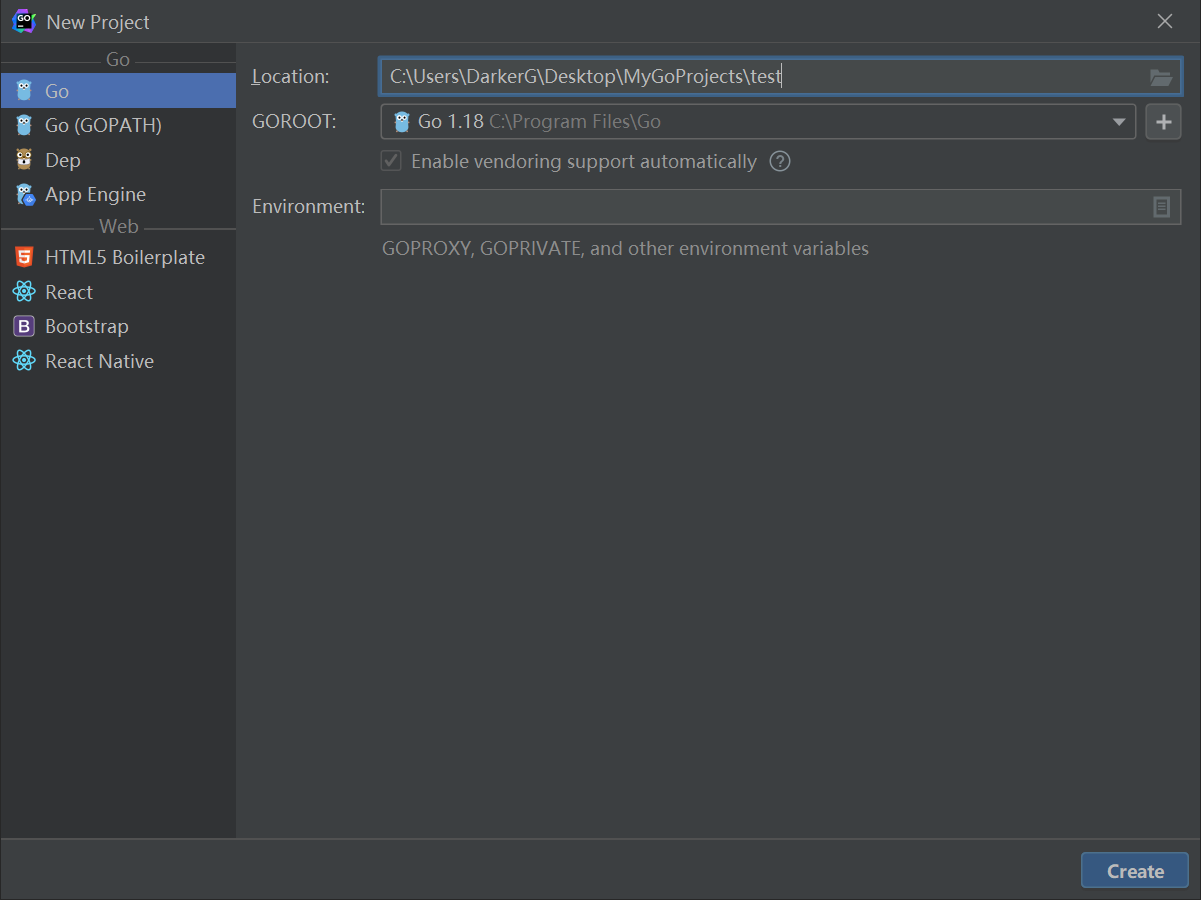 New Project
Go
Go
Go (GOPATH)
Dep
App Engine
Web
HTML5 Boilerplate
React
Bootstrap
React Native
Location: C:\Users\DarkerG\Desktop\MyGoProjects\test
GOROOT: Go 1.18 C:\Program Files\Go
Enable vendoring support automatically
Environment:
GOPROXY, GOPRIVATE, and other environment variables
Create